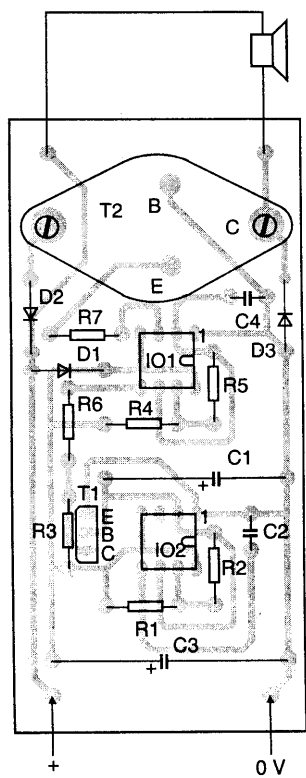 T2
B
C
E
D2
R7
C4
D1
1
IO1
D3
R5
R6
R4
C1
T1
E
B
C
R3
1
IO2
C2
R2
R1
C3
+
+
+
0 V